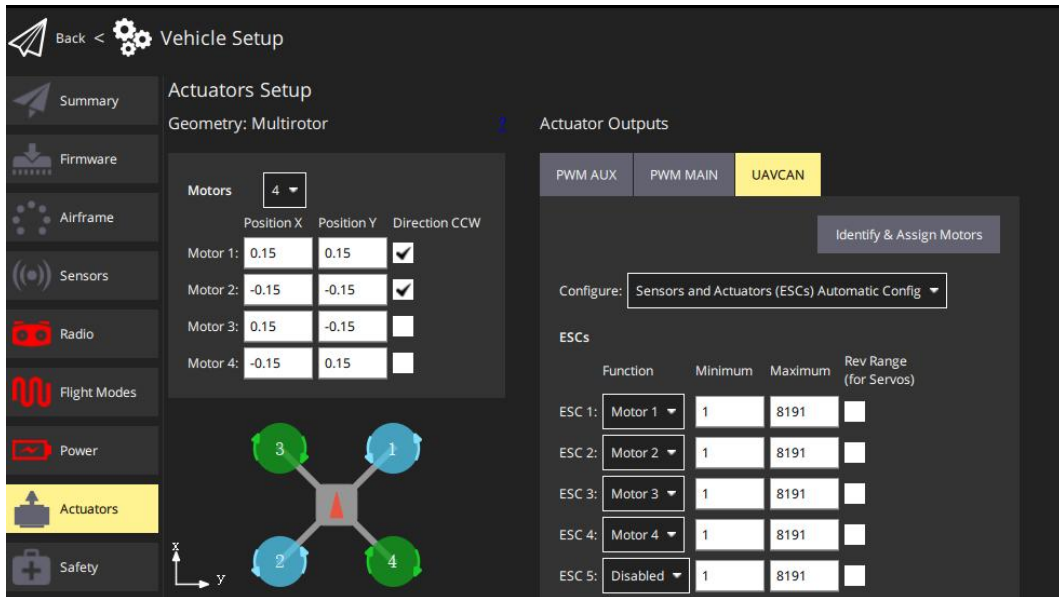 Back < Vehicle Setup
Summary
Firmware
Airframe
Sensors
Radio
Flight Modes
Power
Actuators
Safety
Actuators Setup
Geometry: Multirotor ?
Motors 4
Position X Position Y Direction CCW
Motor 1: 0.15 0.15
Motor 2: -0.15 -0.15
Motor 3: 0.15 -0.15
Motor 4: -0.15 0.15
3 1
2 4
x
y
Actuator Outputs
PWM AUX PWM MAIN UAVCAN
Identify & Assign Motors
Configure: Sensors and Actuators (ESCs) Automatic Config
ESCs
Function Minimum Maximum Rev Range
(for Servos)
ESC 1: Motor 1 1 8191
ESC 2: Motor 2 1 8191
ESC 3: Motor 3 1 8191
ESC 4: Motor 4 1 8191
ESC 5: Disabled 1 8191